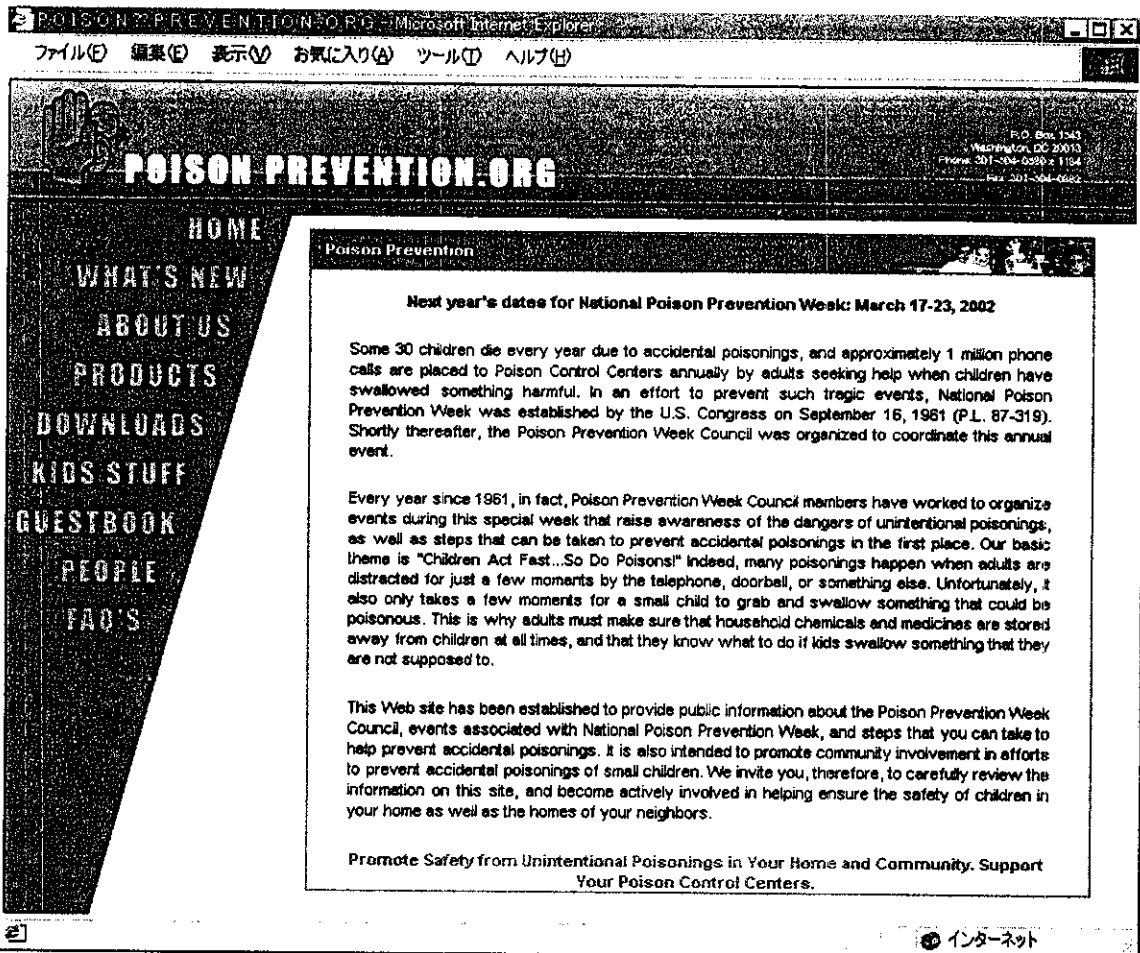 POISON PREVENTION.ORG - Microsoft Internet Explorer
ファイル(F) 編集(E) 表示(V) お気に入り(A) ツール(T) ヘルプ(H)
P.O. Box 1543
Washington, DC 20013
Phone: 301-504-0580 x 1184
Fax: 301-504-0862
POISON PREVENTION.ORG
HOME
WHAT'S NEW
ABOUT US
PRODUCTS
DOWNLOADS
KIDS STUFF
GUESTBOOK
PEOPLE
FAQ'S
Poison Prevention
Next year's dates for National Poison Prevention Week: March 17-23, 2002
Some 30 children die every year due to accidental poisonings, and approximately 1 million phone
calls are placed to Poison Control Centers annually by adults seeking help when children have
swallowed something harmful. In an effort to prevent such tragic events, National Poison
Prevention Week was established by the U.S. Congress on September 16, 1961 (P.L. 87-319).
Shortly thereafter, the Poison Prevention Week Council was organized to coordinate this annual
event.
Every year since 1961, in fact, Poison Prevention Week Council members have worked to organize
events during this special week that raise awareness of the dangers of unintentional poisonings,
as well as steps that can be taken to prevent accidental poisonings in the first place. Our basic
theme is "Children Act Fast...So Do Poisons!" Indeed, many poisonings happen when adults are
distracted for just a few moments by the telephone, doorbell, or something else. Unfortunately, it
also only takes a few moments for a small child to grab and swallow something that could be
poisonous. This is why adults must make sure that household chemicals and medicines are stored
away from children at all times, and that they know what to do if kids swallow something that they
are not supposed to.
This Web site has been established to provide public information about the Poison Prevention Week
Council, events associated with National Poison Prevention Week, and steps that you can take to
help prevent accidental poisonings. It is also intended to promote community involvement in efforts
to prevent accidental poisonings of small children. We invite you, therefore, to carefully review the
information on this site, and become actively involved in helping ensure the safety of children in
your home as well as the homes of your neighbors.
Promote Safety from Unintentional Poisonings in Your Home and Community. Support
Your Poison Control Centers.
インターネット